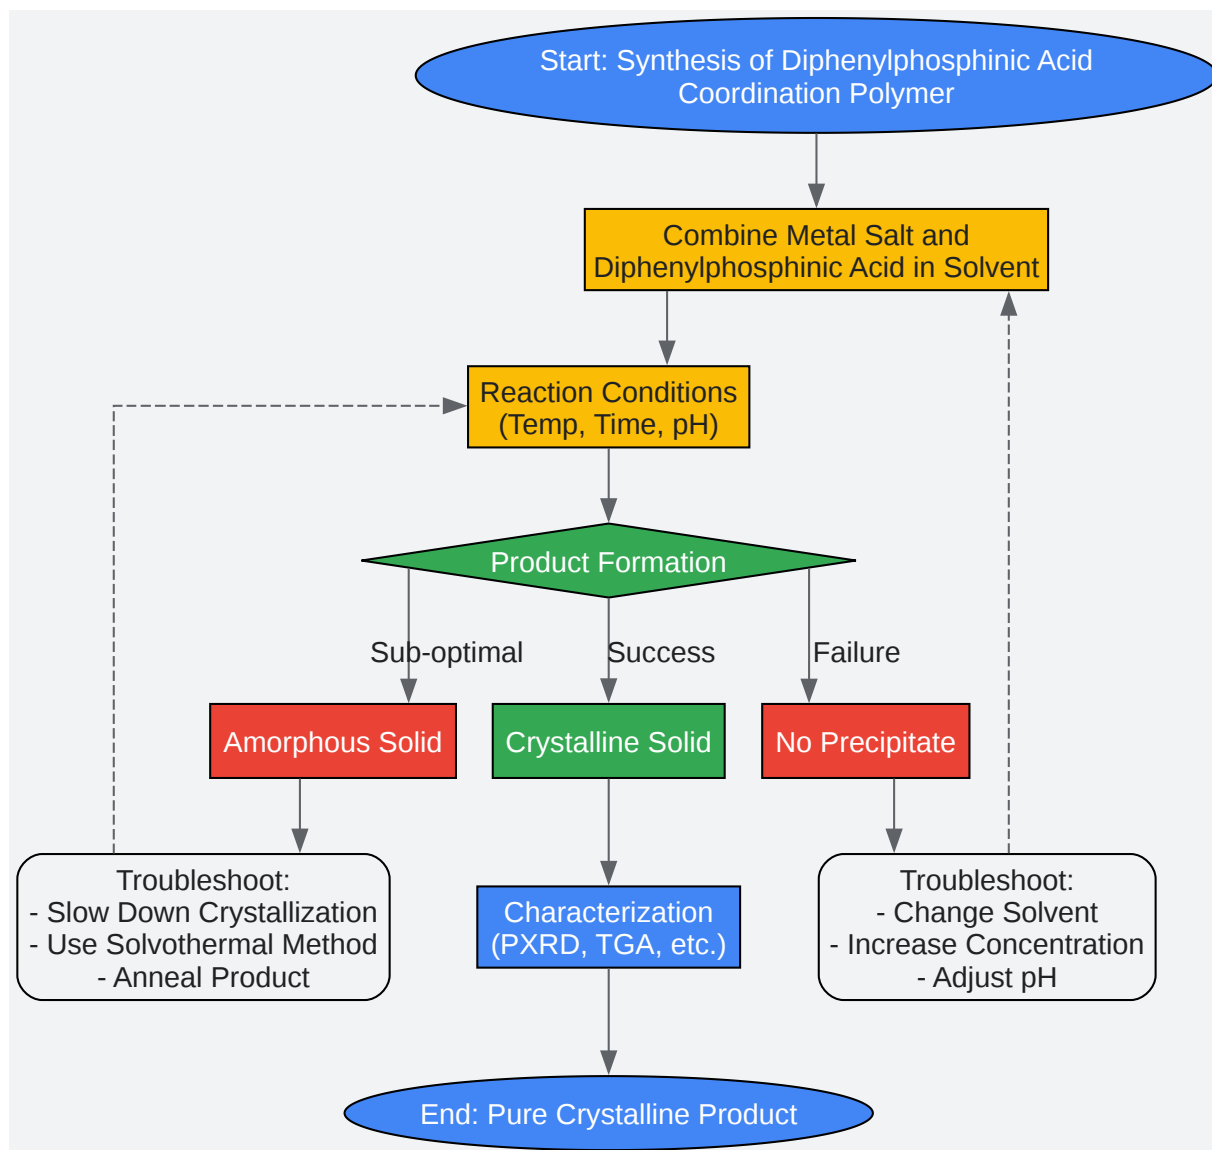 Start: Synthesis of Diphenylphosphinic Acid
Coordination Polymer
Combine Metal Salt and
Diphenylphosphinic Acid in Solvent
Reaction Conditions
(Temp, Time, pH)
Product Formation
Sub-optimal
Success
Failure
Amorphous Solid
Crystalline Solid
No Precipitate
Troubleshoot:
- Slow Down Crystallization
- Use Solvothermal Method
- Anneal Product
Characterization
(PXRD, TGA, etc.)
Troubleshoot:
- Change Solvent
- Increase Concentration
- Adjust pH
End: Pure Crystalline Product